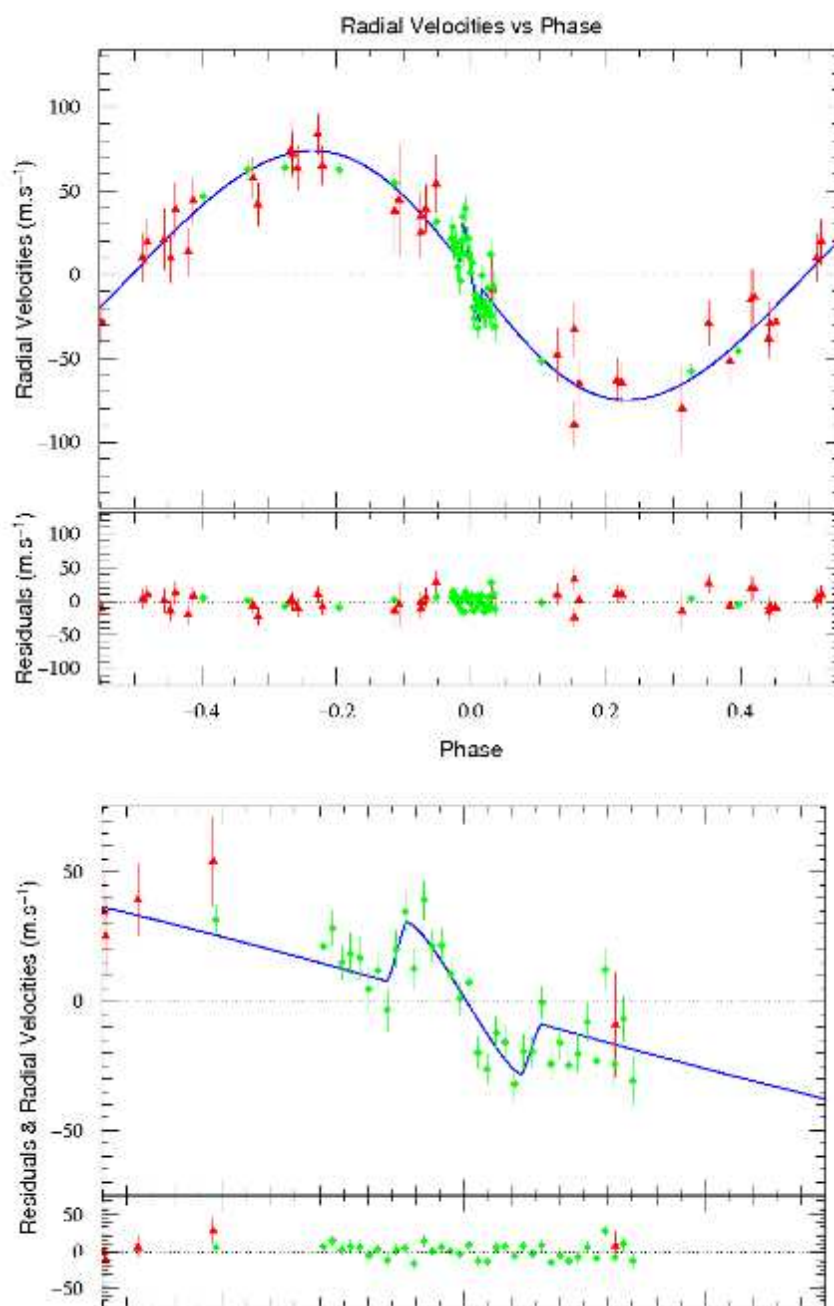 Radial Velocities vs Phase
100
50
0
−50
−100
Radial Velocities (m.s⁻¹)
100
50
0
−50
−100
Residuals (m.s⁻¹)
−0.4 −0.2 0.0 0.2 0.4
Phase
50
0
−50
50
0
−50
Residuals & Radial Velocities (m.s⁻¹)